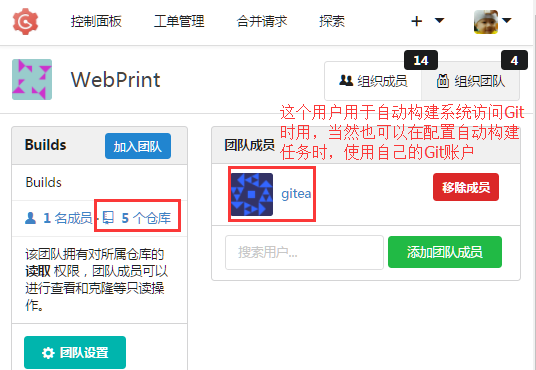 控制面板 工单管理 合并请求 探索
14 4
WebPrint 组织成员 组织团队
这个用户用于自动构建系统访问Git
时用，当然也可以在配置自动构建
任务时，使用自己的Git账户
Builds 加入团队
Builds
1 名成员 · 5 个仓库
该团队拥有对所属仓库的
读取 权限，团队成员可以
进行查看和克隆等只读操
作。
团队设置
团队成员
gitea 移除成员
搜索用户... 添加团队成员